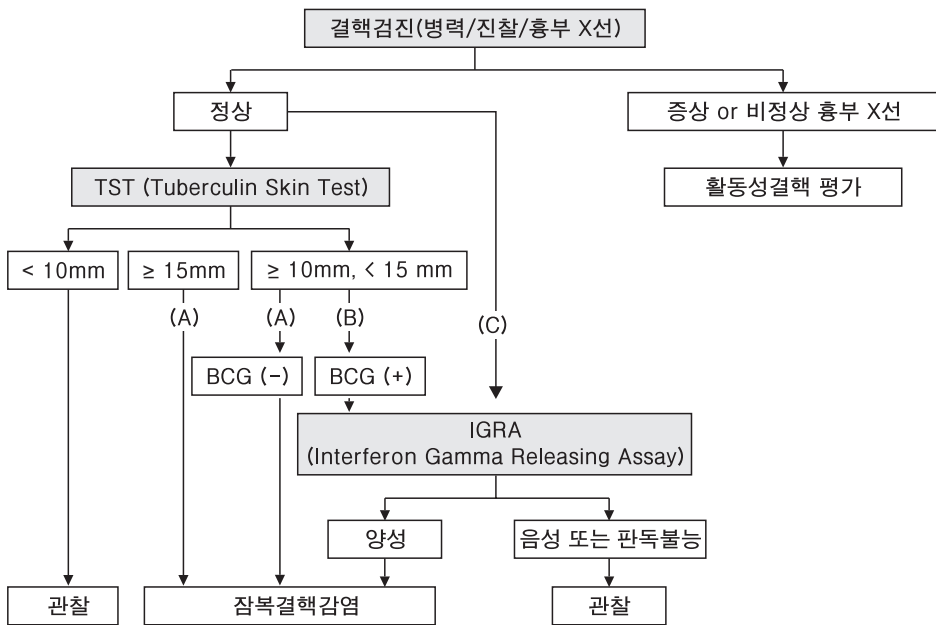 결핵검진(병력/진찰/흉부 X선)
정상
증상 or 비정상 흉부 X선
TST (Tuberculin Skin Test)
활동성결핵 평가
< 10mm
≥ 15mm
≥ 10mm, < 15 mm
(A)
(A)
(B)
(C)
BCG (-)
BCG (+)
IGRA
(Interferon Gamma Releasing Assay)
양성
음성 또는 판독불능
관찰
잠복결핵감염
관찰